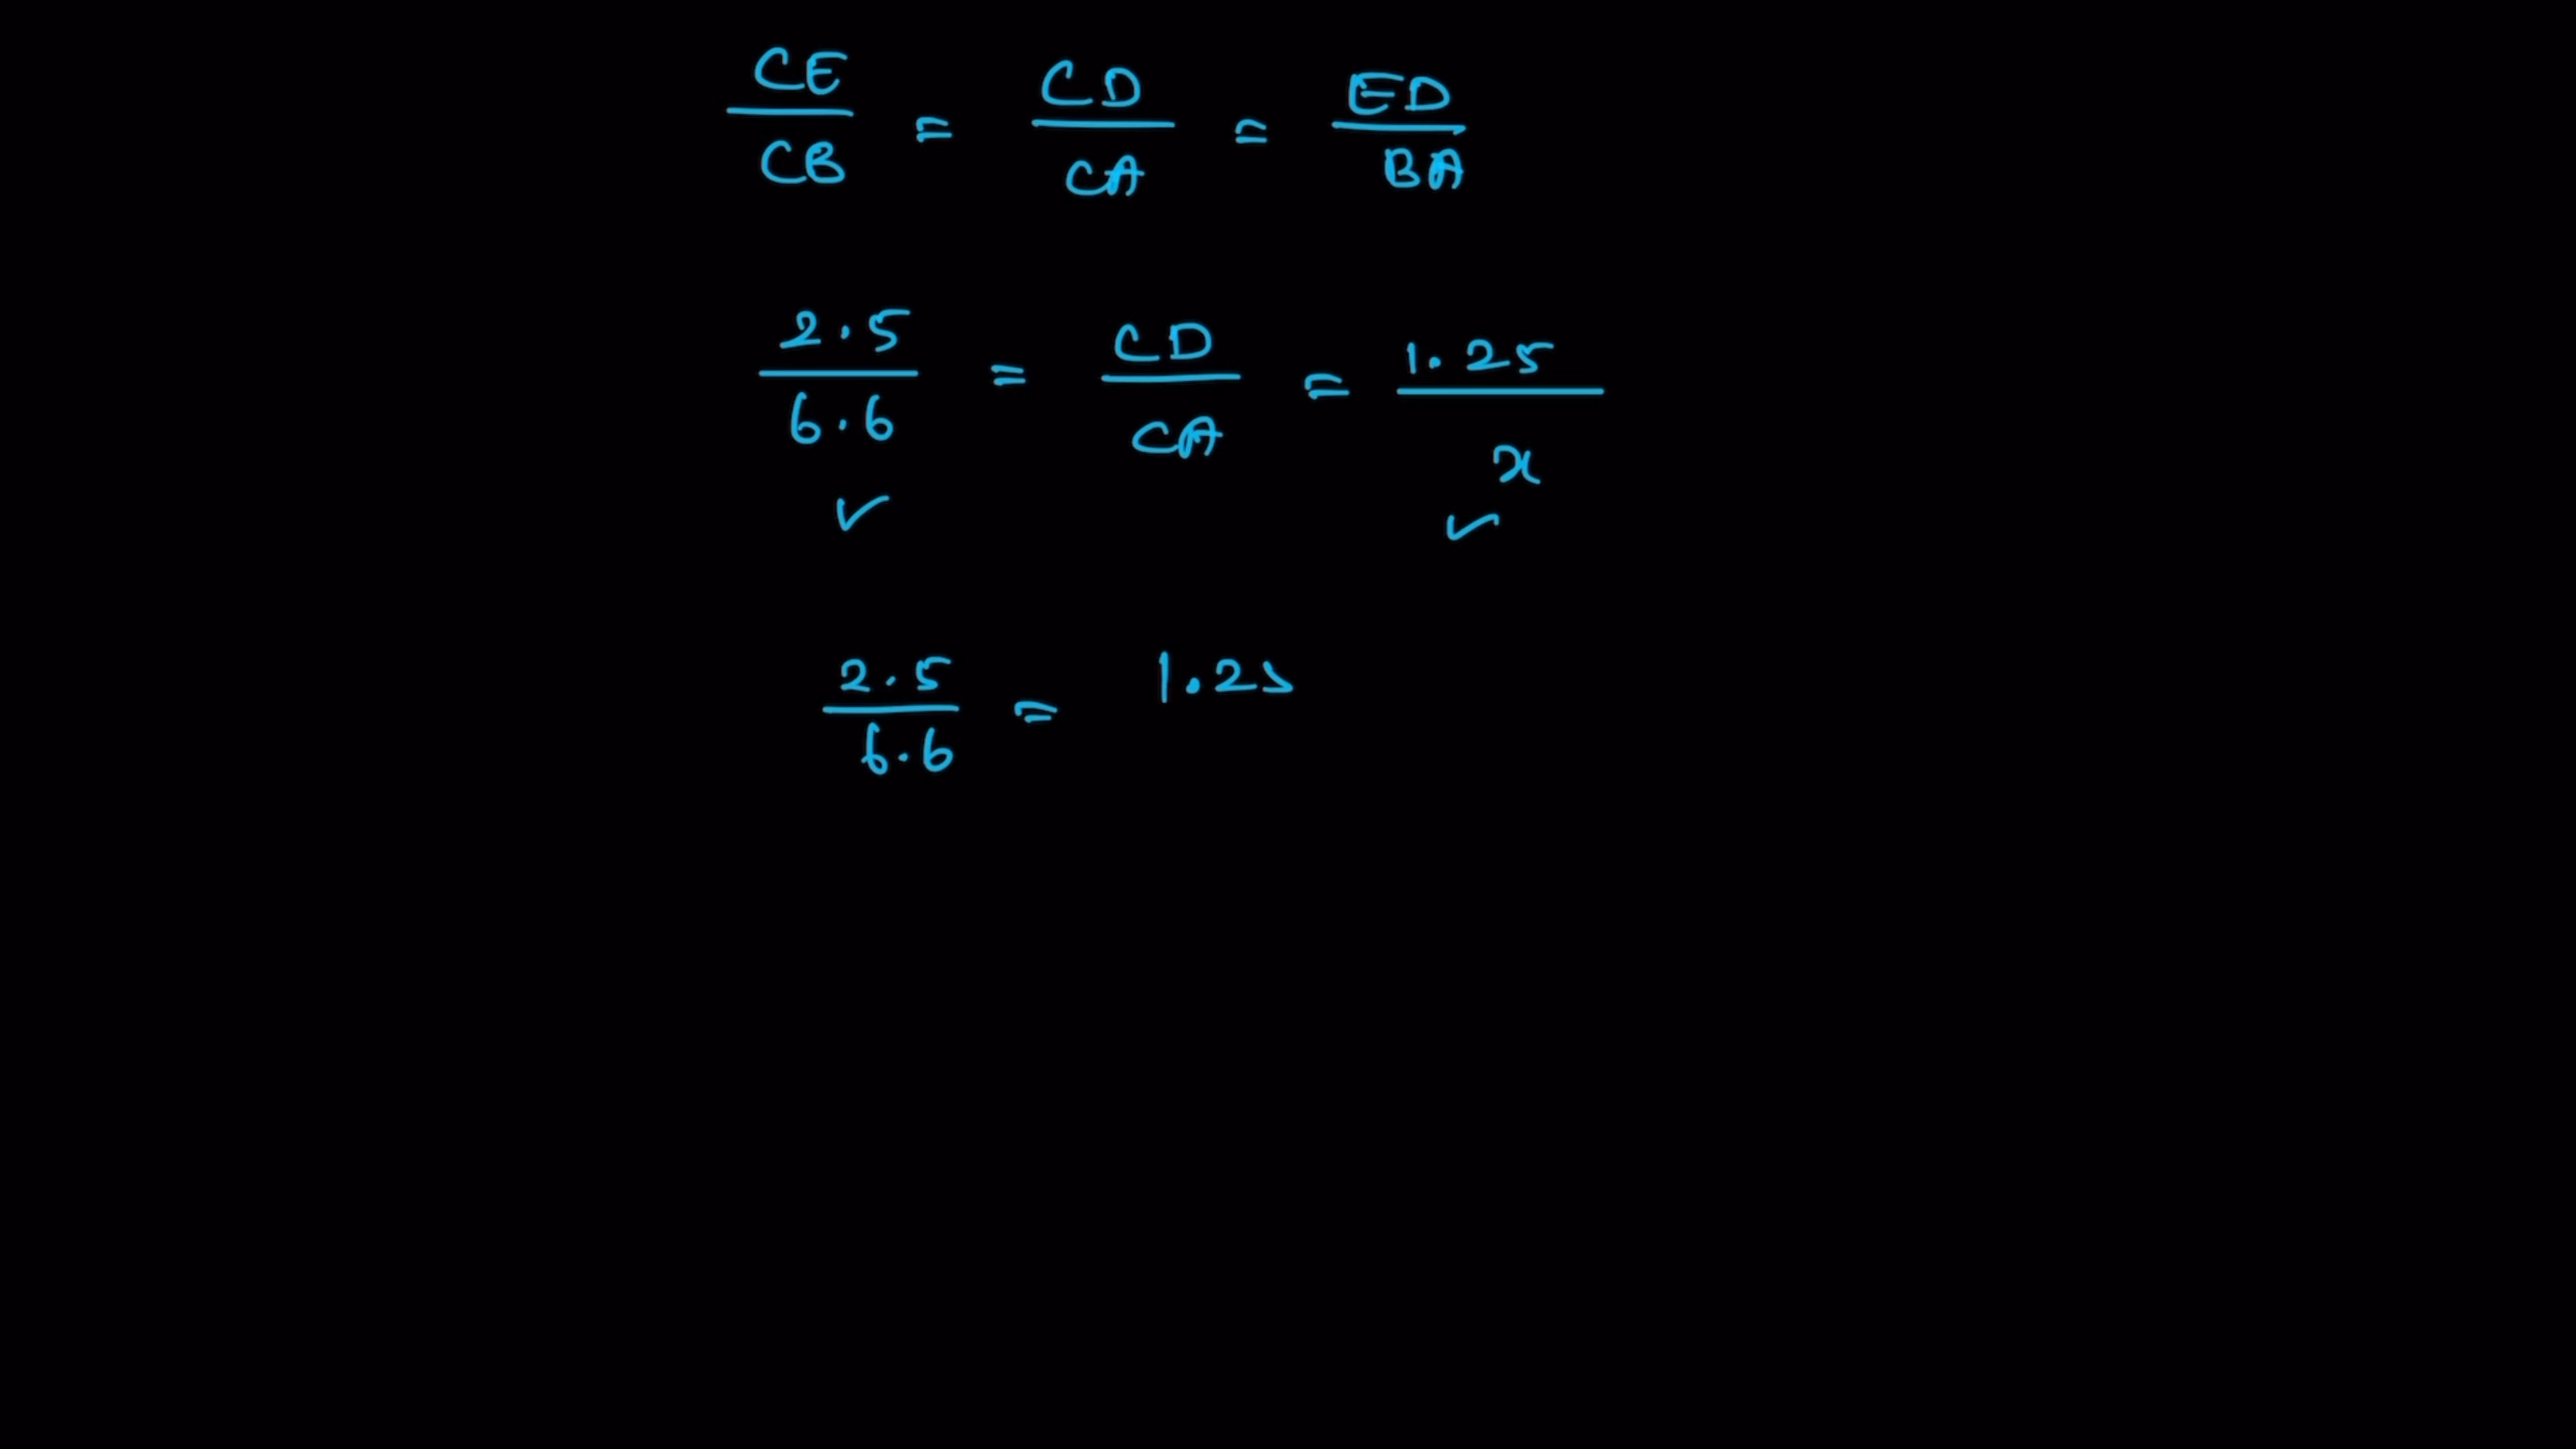 CE/CB = CD/CA = ED/BA
2.5/6.6 = CD/CA = 1.25/x
✓ ✓
2.5/6.6 = 1.25